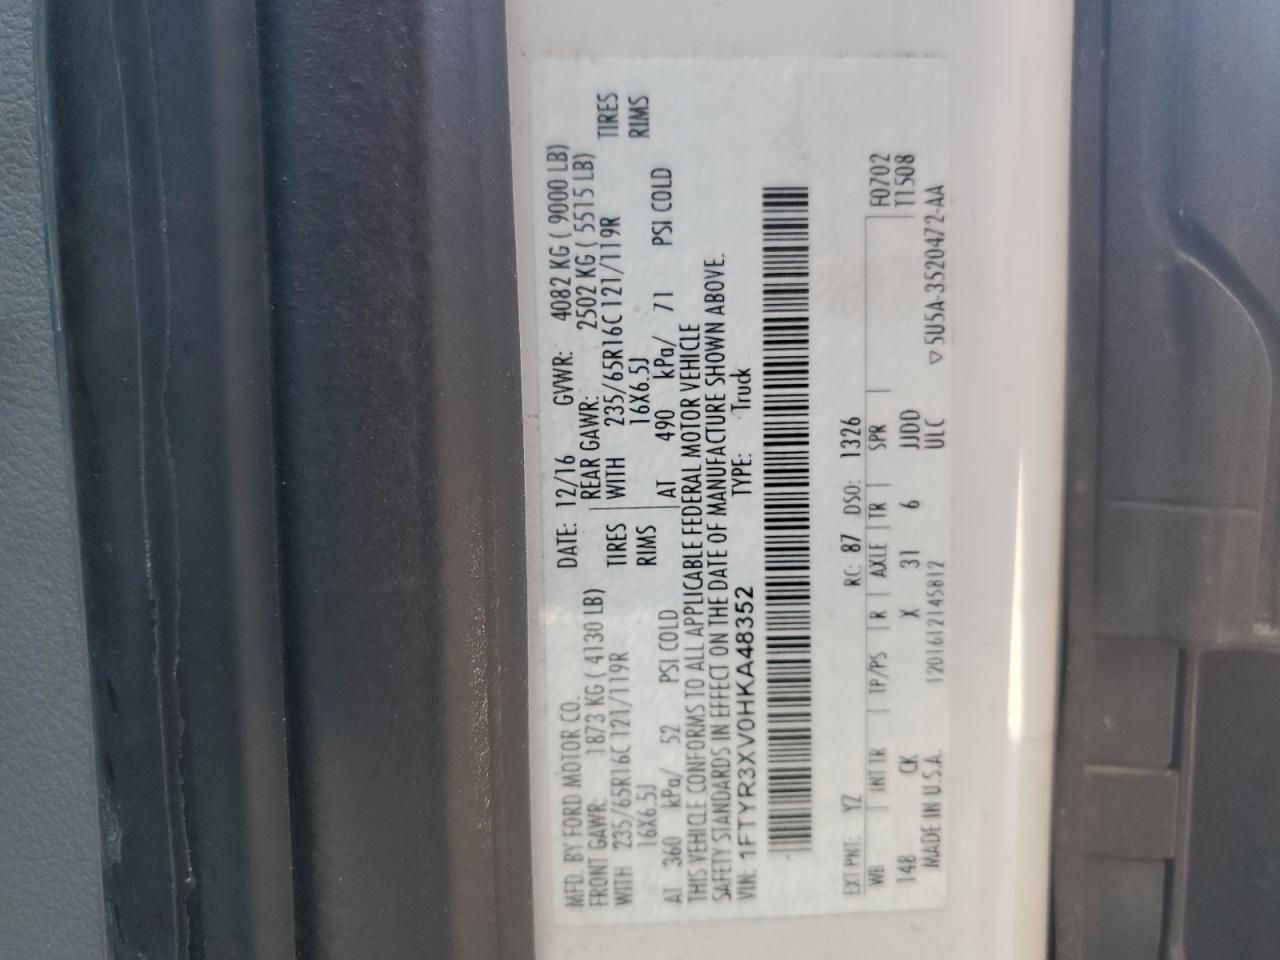 MFD. BY FORD MOTOR CO.
DATE: 12/16 GVWR: 4082 KG ( 9000 LB)
FRONT GAWR: 1873 KG ( 4130 LB) REAR GAWR: 2502 KG ( 5515 LB)
WITH 235/65R16C 121/119R TIRES WITH 235/65R16C 121/119R TIRES
16X6.5J RIMS 16X6.5J RIMS
AT 360 kPa/ 52 PSI COLD AT 490 kPa/ 71 PSI COLD
THIS VEHICLE CONFORMS TO ALL APPLICABLE FEDERAL MOTOR VEHICLE
SAFETY STANDARDS IN EFFECT ON THE DATE OF MANUFACTURE SHOWN ABOVE.
VIN: 1FTYR3XV0HKA48352 TYPE: Truck
EXT PNT: YZ RC: 87 DSO: 1326
WB INT TR TP/PS R AXLE TR SPR F0702
148 CK X 31 6 JJDD T1508
MADE IN U.S.A. 1201612145812 ULC ▽5U5A-3520472-AA